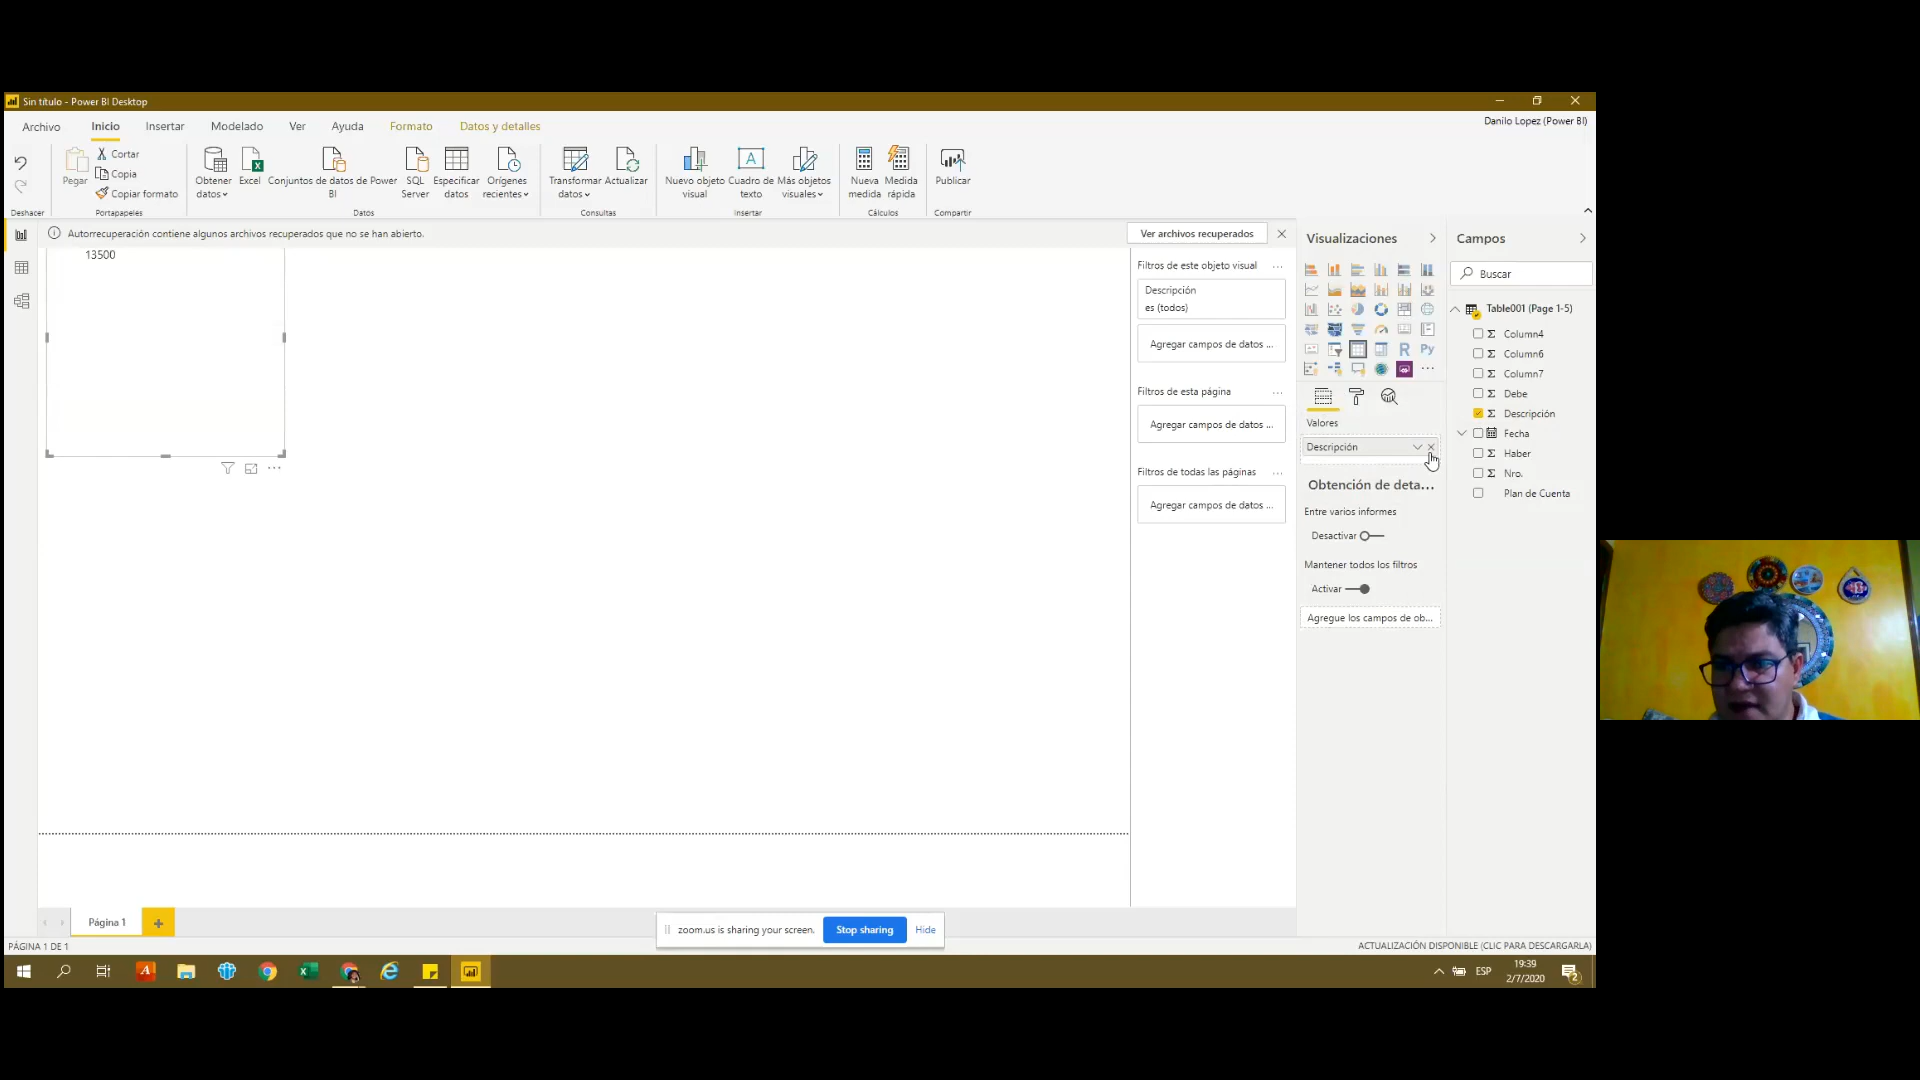 Sin título - Power BI Desktop
Archivo
Inicio
Insertar
Modelado
Ver
Ayuda
Formato
Datos y detalles
Danilo Lopez (Power BI)
Pegar
Cortar
Copia
Copiar formato
Obtener datos
Excel
Conjuntos de datos de Power BI
SQL Server
Especificar datos
Orígenes recientes
Transformar datos
Actualizar
Nuevo objeto visual
Cuadro de texto
Más objetos visuales
Nueva medida
Medida rápida
Publicar
Deshacer
Portapapeles
Datos
Consultas
Insertar
Cálculos
Compartir
Autorrecuperación contiene algunos archivos recuperados que no se han abierto.
Ver archivos recuperados
13500
Filtros de este objeto visual
Descripción
es (todos)
Agregar campos de datos ...
Filtros de esta página
Agregar campos de datos ...
Filtros de todas las páginas
Agregar campos de datos ...
Visualizaciones
R
Py
Valores
Descripción
Obtención de deta...
Entre varios informes
Desactivar
Mantener todos los filtros
Activar
Agregue los campos de ob...
Campos
Buscar
Table001 (Page 1-5)
Column4
Column6
Column7
Debe
Descripción
Fecha
Haber
Nro.
Plan de Cuenta
Página 1
zoom.us is sharing your screen.
Stop sharing
Hide
PÁGINA 1 DE 1
ACTUALIZACIÓN DISPONIBLE (CLIC PARA DESCARGARLA)
ESP
19:39
2/7/2020
2